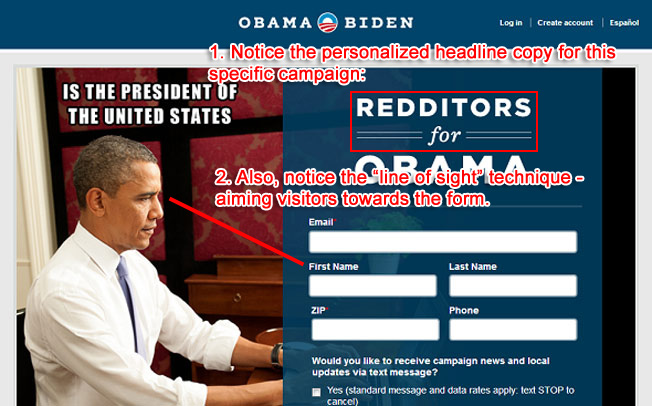 OBAMA BIDEN
Log in | Create account | Español
1. Notice the personalized headline copy for this
specific campaign:
IS THE PRESIDENT OF
THE UNITED STATES
REDDITORS
for
OBAMA
2. Also, notice the “line of sight” technique -
aiming visitors towards the form.
Email*
First Name
Last Name
ZIP*
Phone
Would you like to receive campaign news and local
updates via text message?
Yes (standard message and data rates apply: text STOP to
cancel)